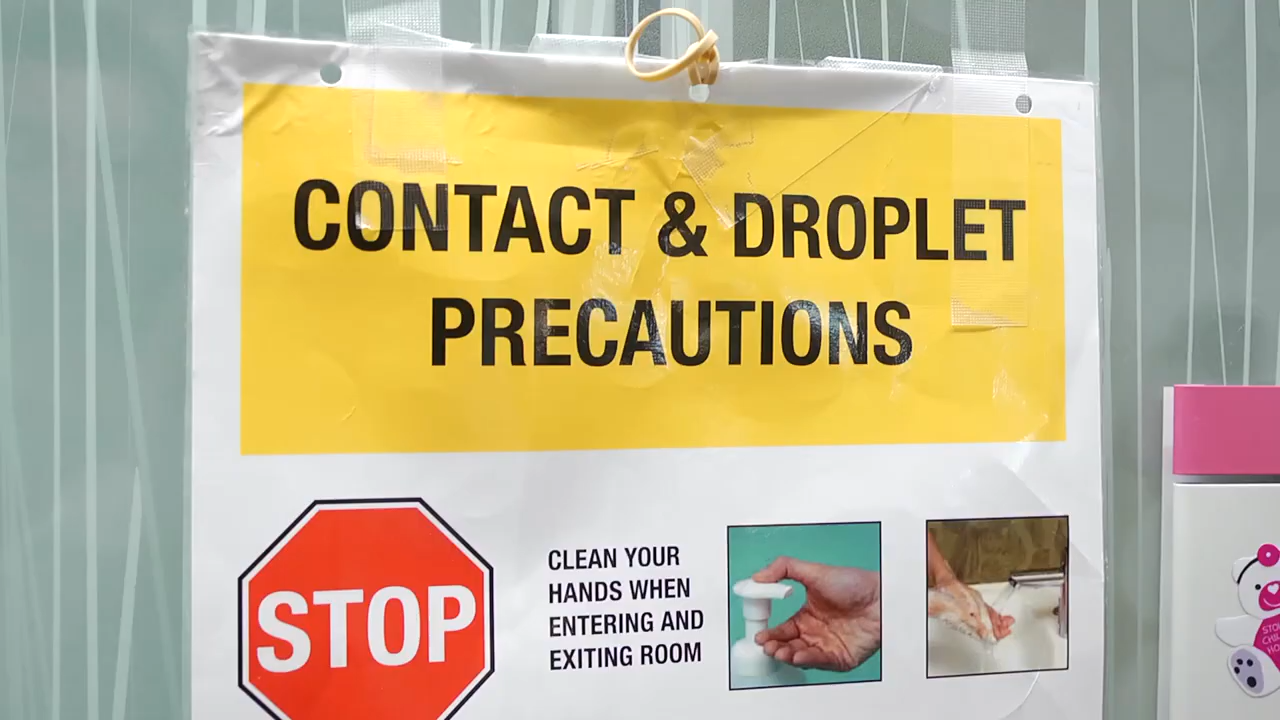 CONTACT & DROPLET
PRECAUTIONS
STOP
CLEAN YOUR
HANDS WHEN
ENTERING AND
EXITING ROOM